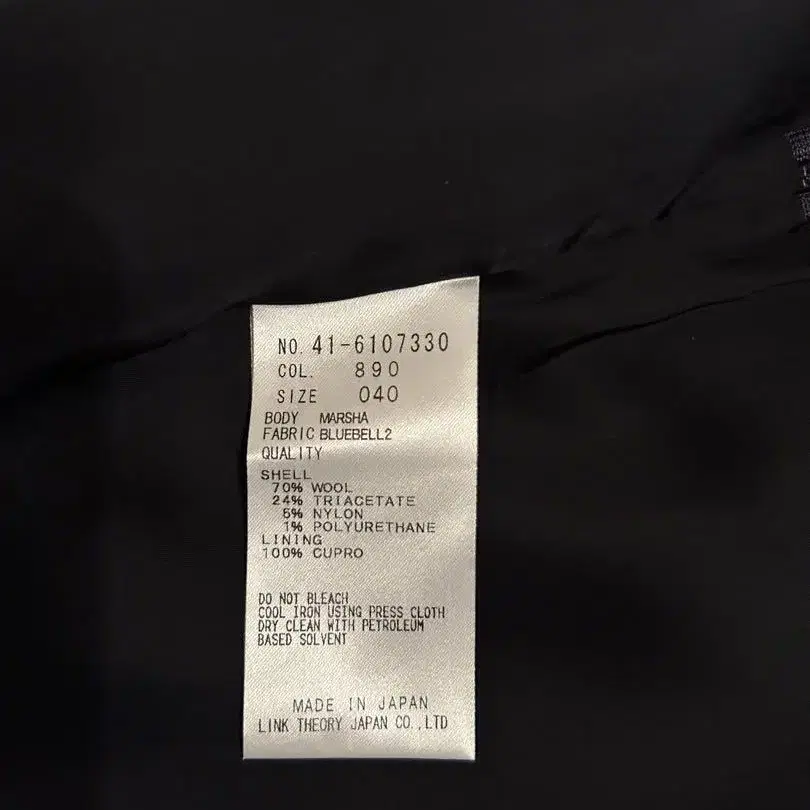 NO. 41-6107330
COL. 890
SIZE 040
BODY MARSHA
FABRIC BLUEBELL2
QUALITY
SHELL
70% WOOL
24% TRIACETATE
5% NYLON
1% POLYURETHANE
LINING
100% CUPRO
DO NOT BLEACH
COOL IRON USING PRESS CLOTH
DRY CLEAN WITH PETROLEUM
BASED SOLVENT
MADE IN JAPAN
LINK THEORY JAPAN CO.,LTD